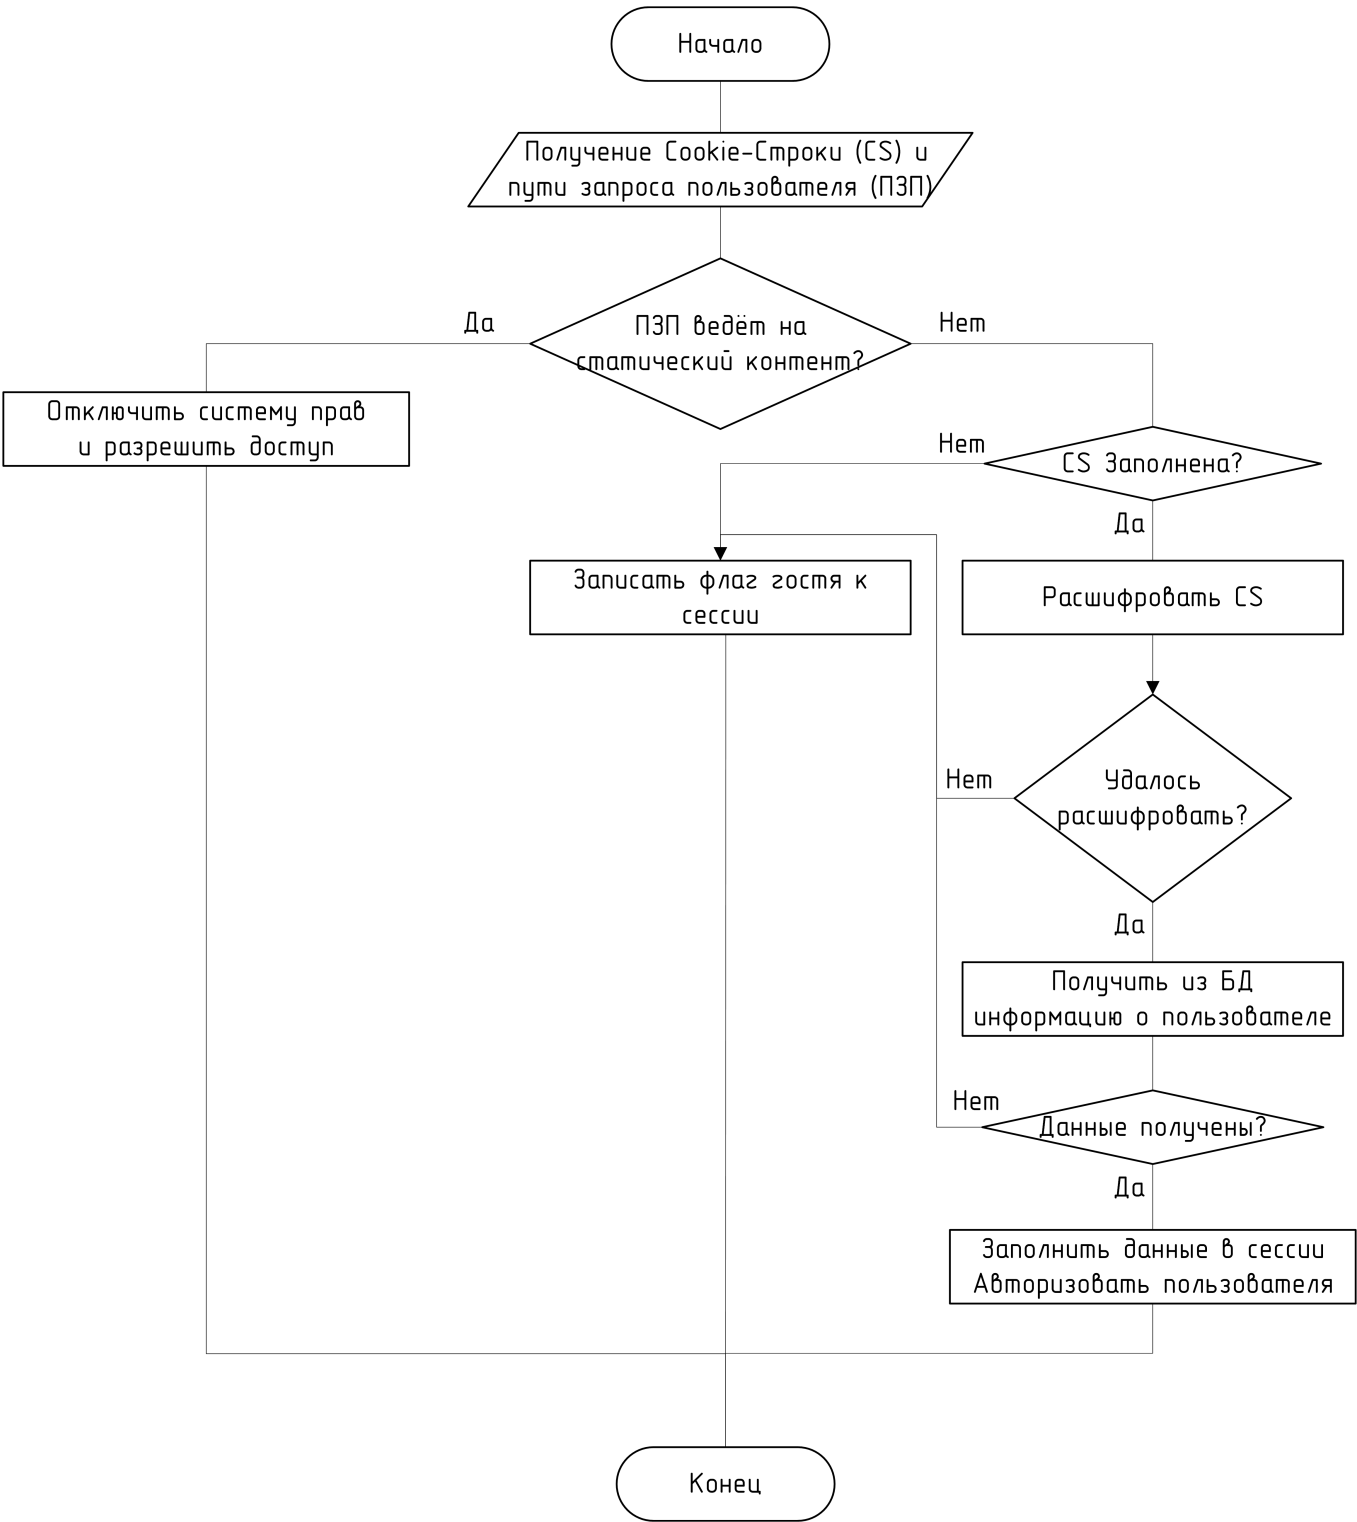 Начало
Получение Cookie-Строки (CS) и
пути запроса пользователя (ПЗП)
Да
Нет
ПЗП ведёт на
статический контент?
Отключить систему прав
и разрешить доступ
Нет
CS Заполнена?
Да
Записать флаг гостя к
сессии
Расшифровать CS
Нет
Удалось
расшифровать?
Да
Получить из БД
информацию о пользователе
Нет
Данные получены?
Да
Заполнить данные в сессии
Авторизовать пользователя
Конец